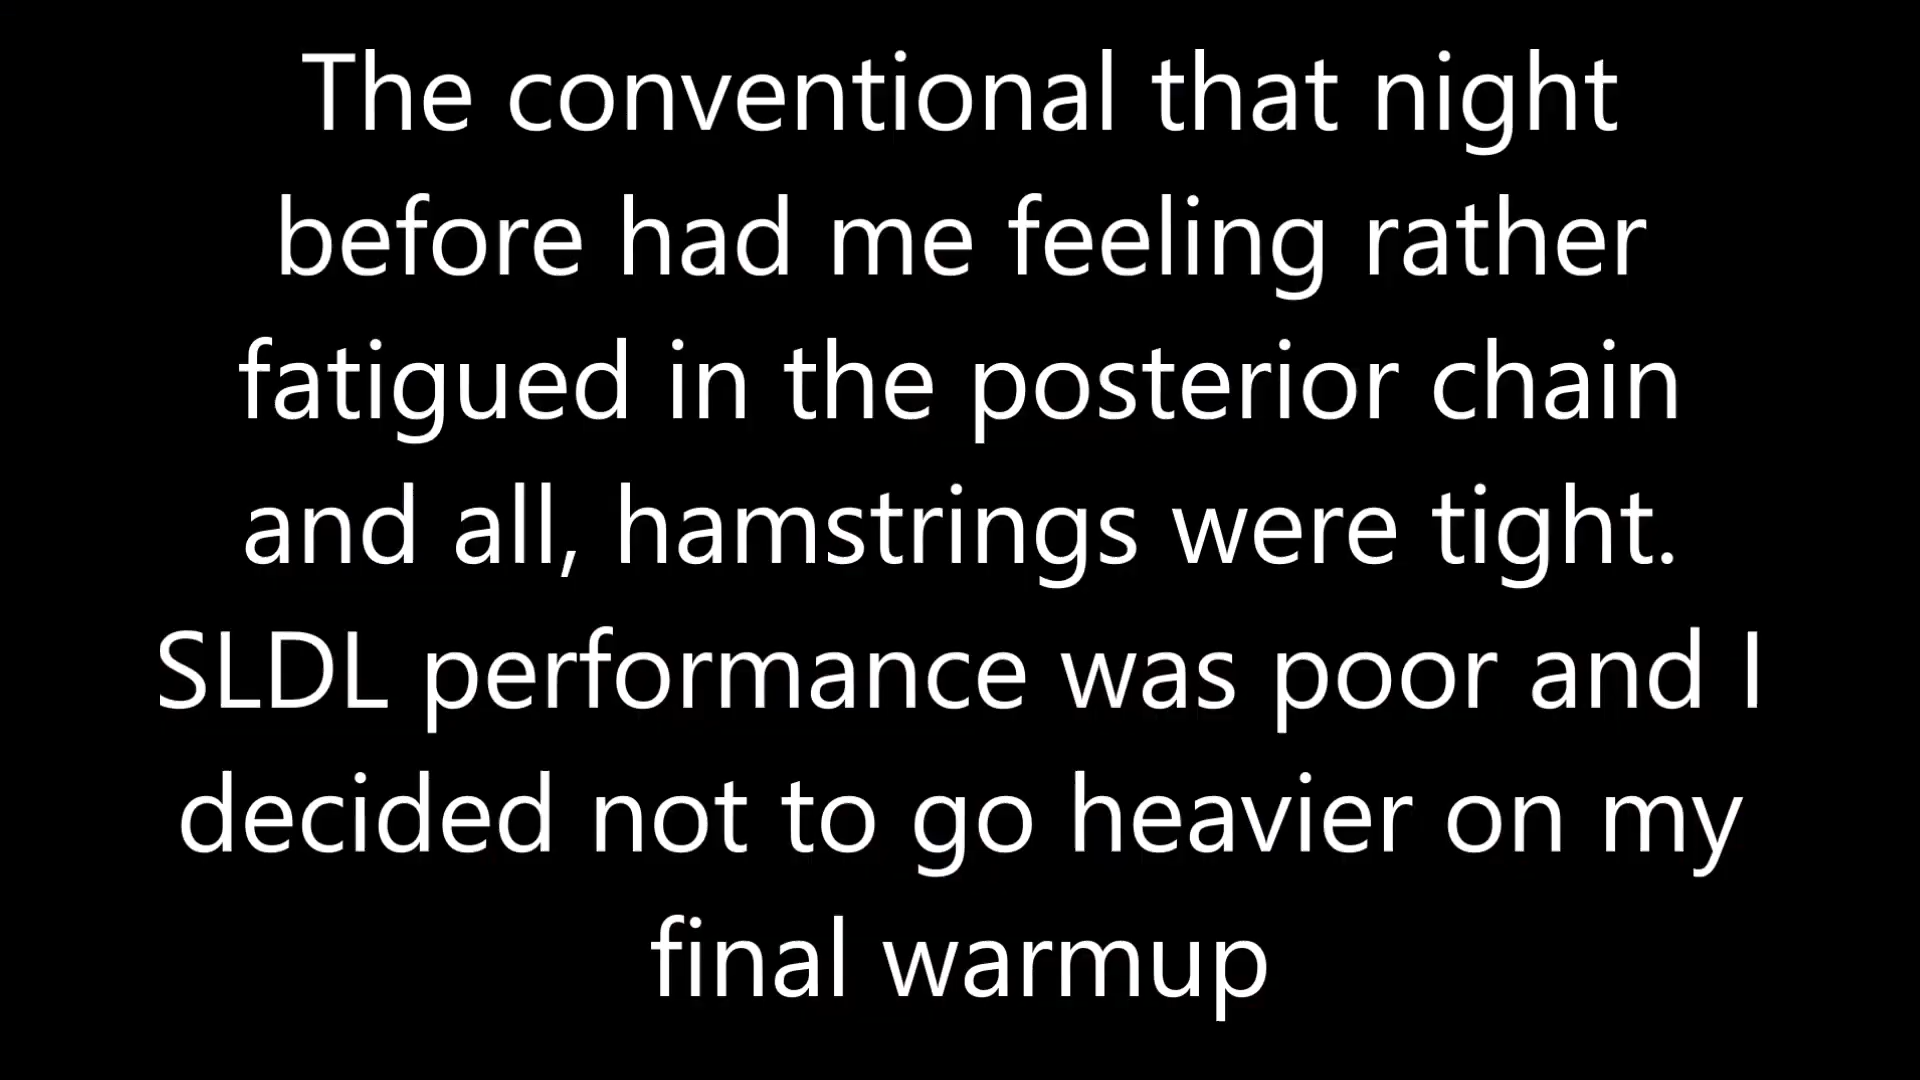 The conventional that night
before had me feeling rather
fatigued in the posterior chain
and all, hamstrings were tight.
SLDL performance was poor and I
decided not to go heavier on my
final warmup